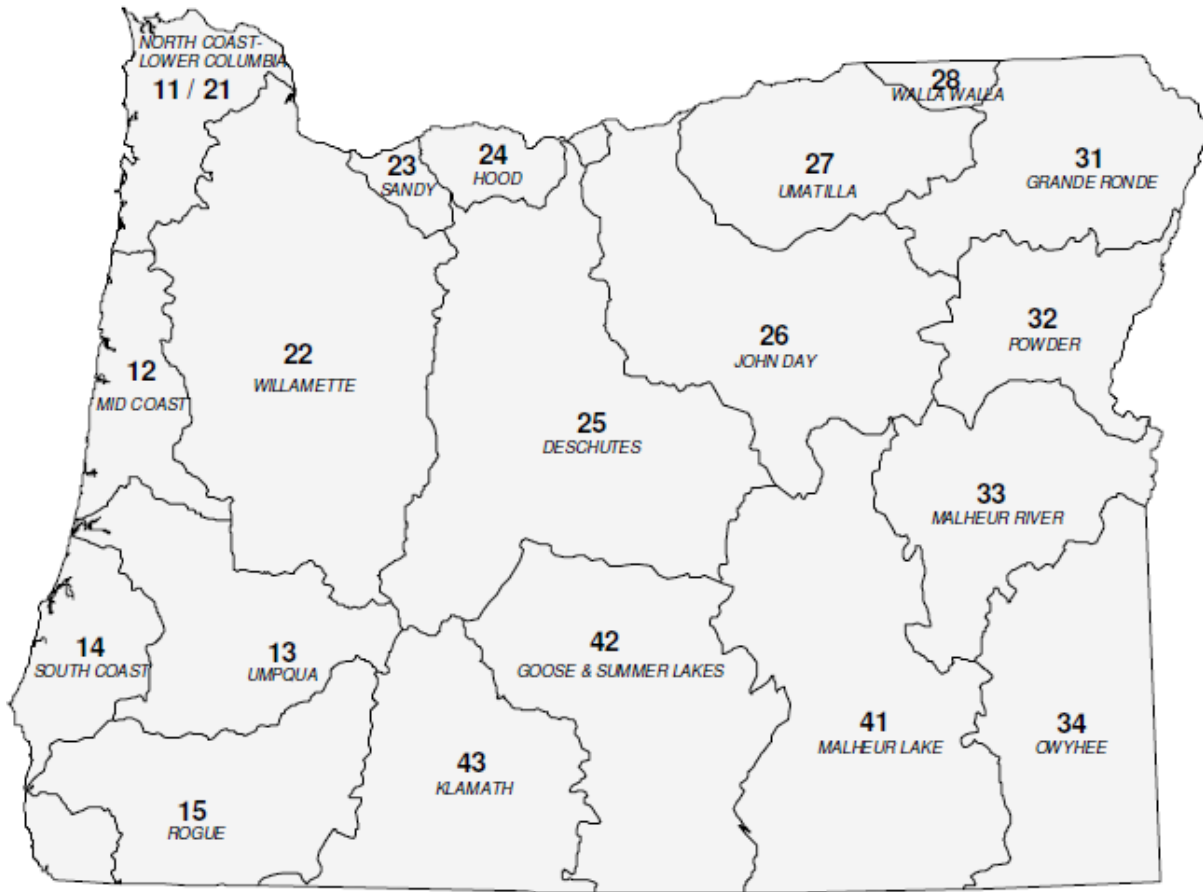 NORTH COAST-
LOWER COLUMBIA
11 / 21
28
WALLA WALLA
23
SANDY
24
HOOD
27
UMATILLA
31
GRANDE RONDE
12
MID COAST
22
WILLAMETTE
26
JOHN DAY
32
POWDER
25
DESCHUTES
33
MALHEUR RIVER
14
SOUTH COAST
13
UMPQUA
42
GOOSE & SUMMER LAKES
41
MALHEUR LAKE
34
OWYHEE
43
KLAMATH
15
ROGUE